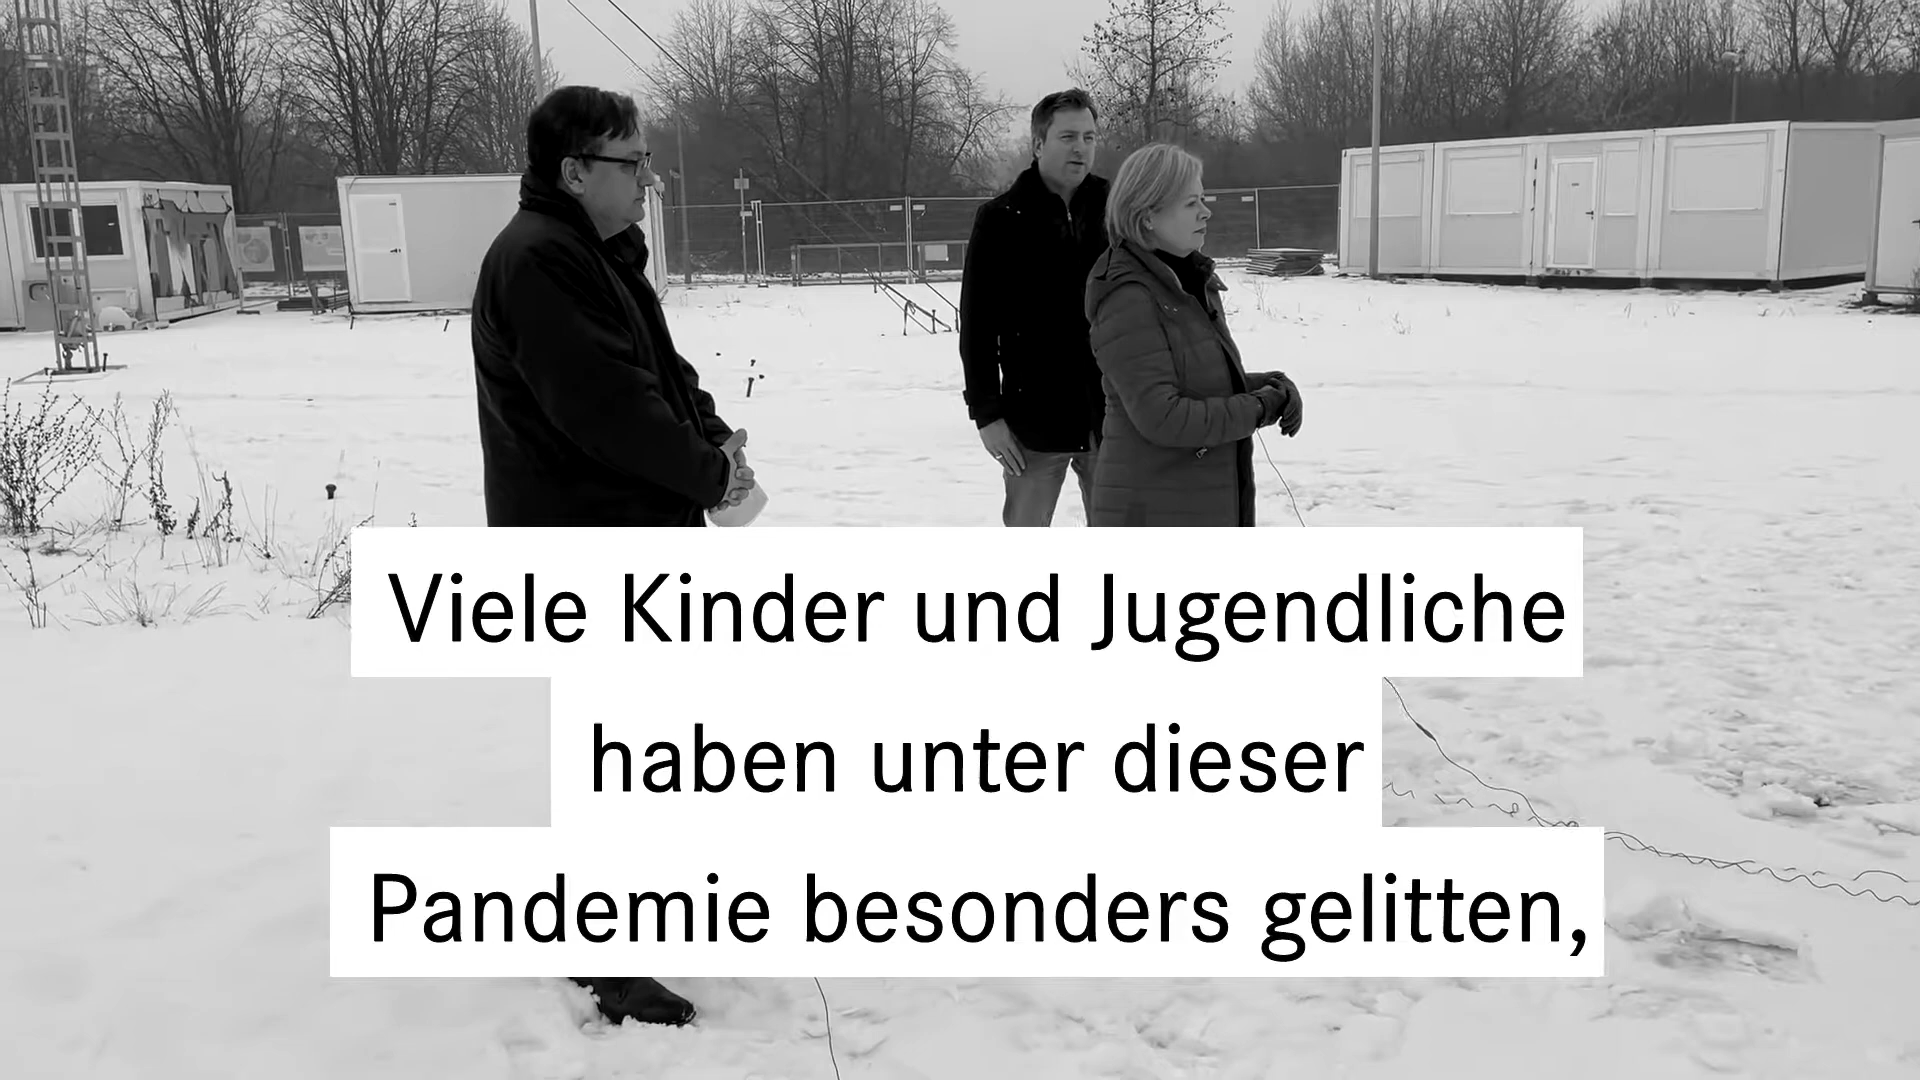 Viele Kinder und Jugendliche
haben unter dieser
Pandemie besonders gelitten,